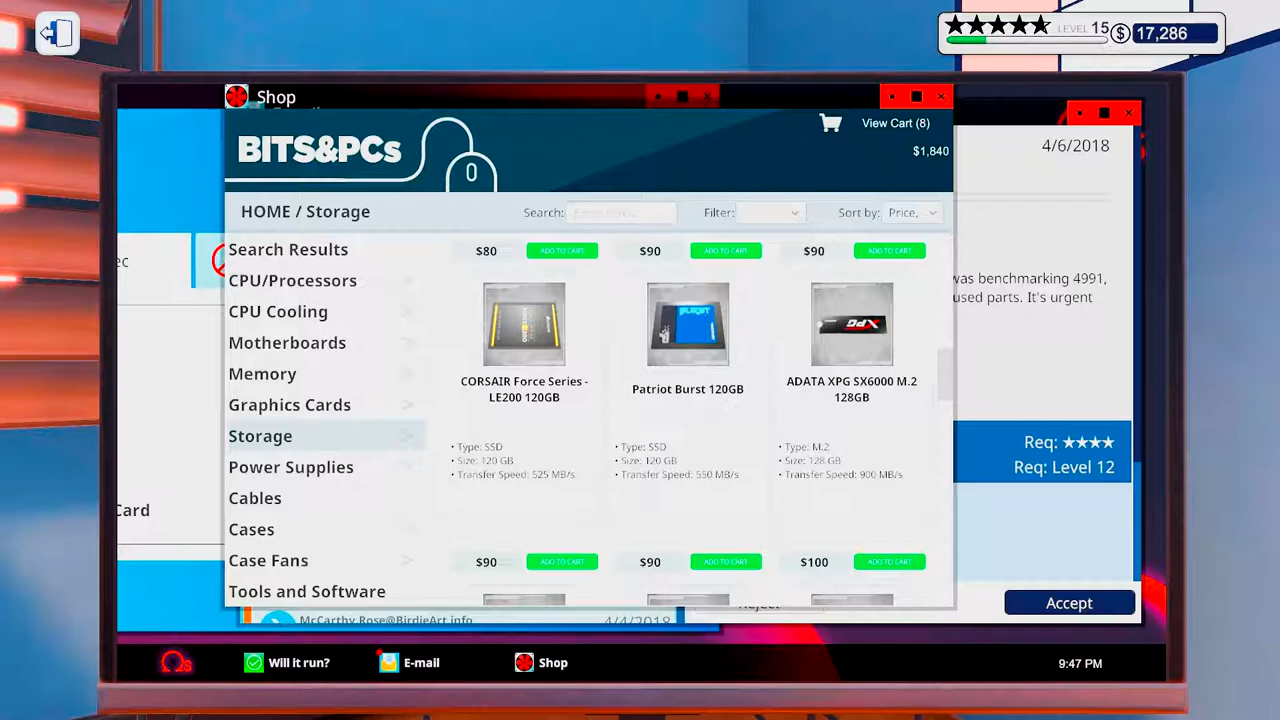 LEVEL 15
$ 17,286
Shop
BITS&PCs
View Cart (8)
$1,840
4/6/2018
HOME / Storage
Search:
Filter:
Sort by: Price,
Search Results
CPU/Processors
CPU Cooling
Motherboards
Memory
Graphics Cards
Storage
Power Supplies
Cables
Cases
Case Fans
Tools and Software
$80 ADD TO CART
$90 ADD TO CART
$90 ADD TO CART
CORSAIR Force Series -
LE200 120GB
• Type: SSD
• Size: 120 GB
• Transfer Speed: 525 MB/s
$90 ADD TO CART
BURST
Patriot Burst 120GB
• Type: SSD
• Size: 120 GB
• Transfer Speed: 550 MB/s
$90 ADD TO CART
XPG
ADATA XPG SX6000 M.2
128GB
• Type: M.2
• Size: 128 GB
• Transfer Speed: 900 MB/s
$100 ADD TO CART
ec
Card
was benchmarking 4991,
used parts. It's urgent
Req: ★★★★
Req: Level 12
Reject
Accept
McCarthy.Rose@BirdieArt.info
4/4/2018
Ωs
Will it run?
E-mail
Shop
9:47 PM